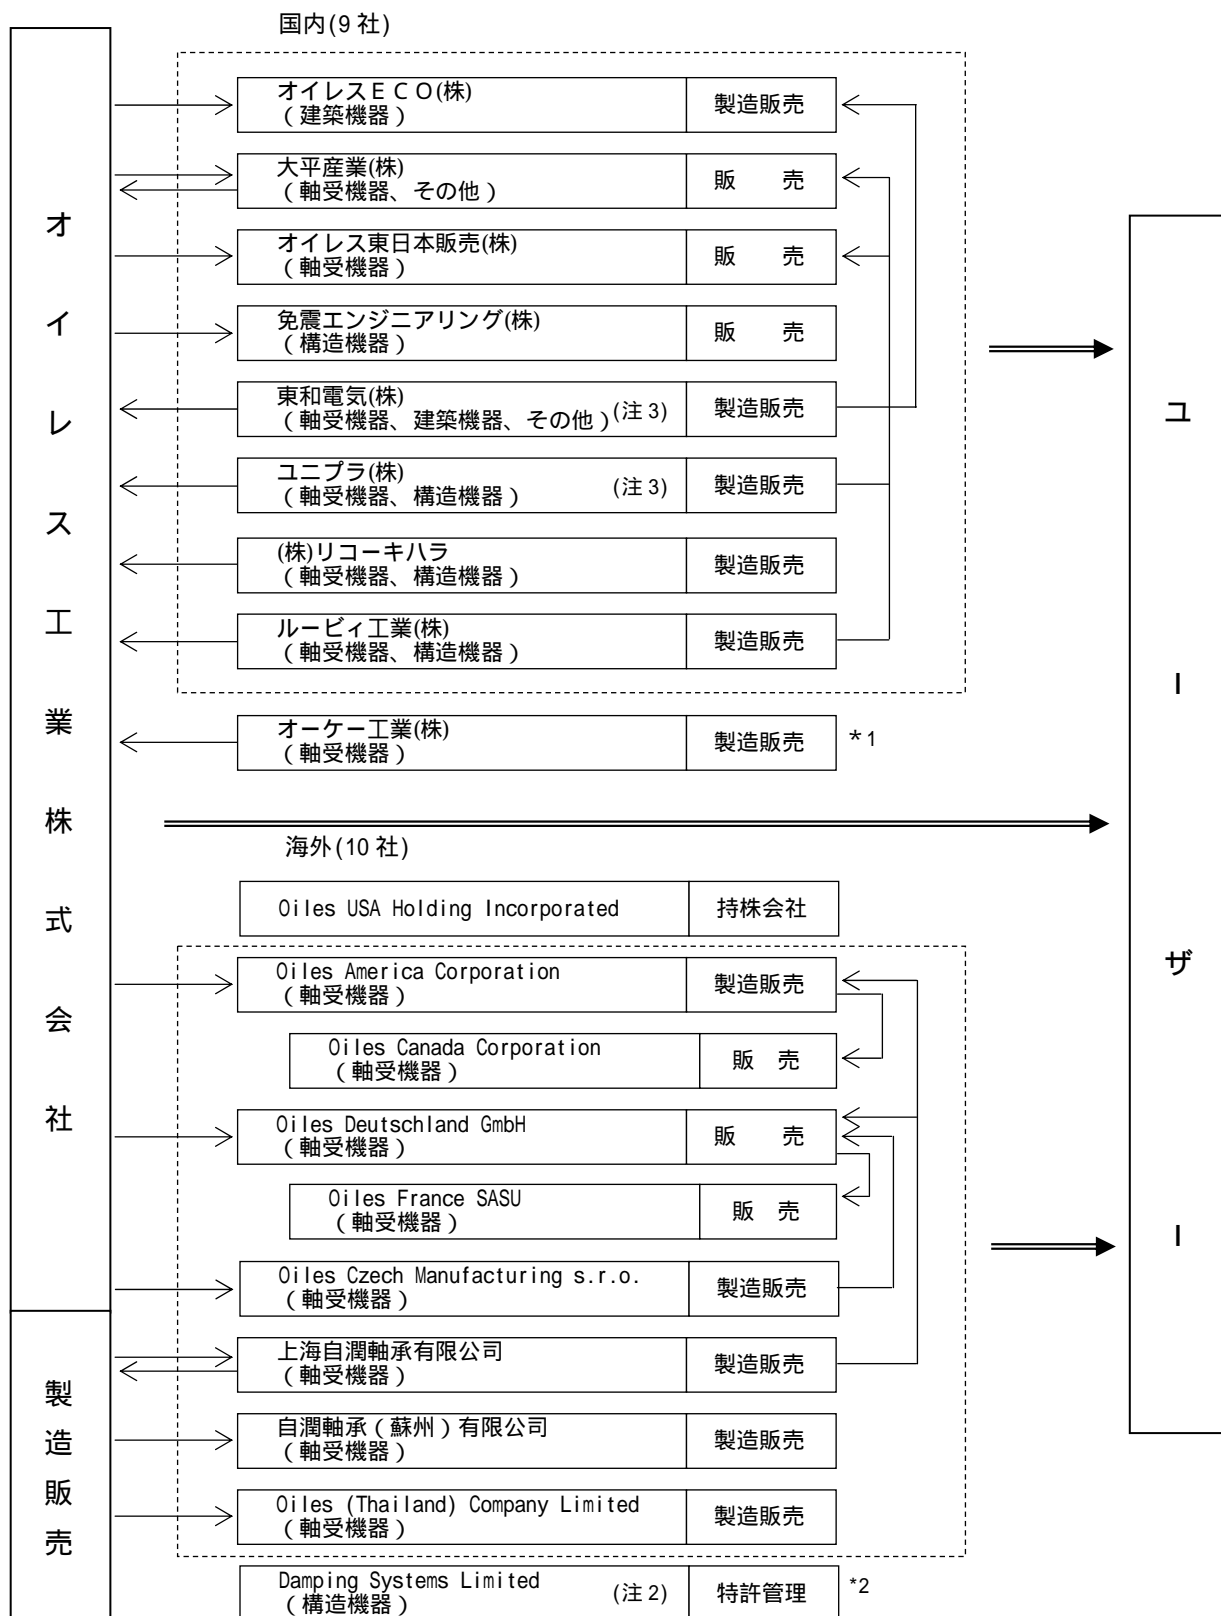 国内(9 社)
オイレスＥＣＯ(株)
（建築機器）
製造販売
大平産業(株)
（軸受機器、その他）
販　売
オイレス東日本販売(株)
（軸受機器）
販　売
免震エンジニアリング(株)
（構造機器）
販　売
東和電気(株)
（軸受機器、建築機器、その他）(注 3)
製造販売
ユニプラ(株)
（軸受機器、構造機器）　(注 3)
製造販売
(株)リコーキハラ
（軸受機器、構造機器）
製造販売
ルービィ工業(株)
（軸受機器、構造機器）
製造販売
オーケー工業(株)
（軸受機器）
製造販売
*1
海外(10 社)
Oiles USA Holding Incorporated
持株会社
Oiles America Corporation
（軸受機器）
製造販売
Oiles Canada Corporation
（軸受機器）
販　売
Oiles Deutschland GmbH
（軸受機器）
販　売
Oiles France SASU
（軸受機器）
販　売
Oiles Czech Manufacturing s.r.o.
（軸受機器）
製造販売
上海自潤軸承有限公司
（軸受機器）
製造販売
自潤軸承（蘇州）有限公司
（軸受機器）
製造販売
Oiles (Thailand) Company Limited
（軸受機器）
製造販売
Damping Systems Limited
（構造機器）　(注 2)
特許管理
*2
オイレス工業株式会社
製造販売
ユーザー